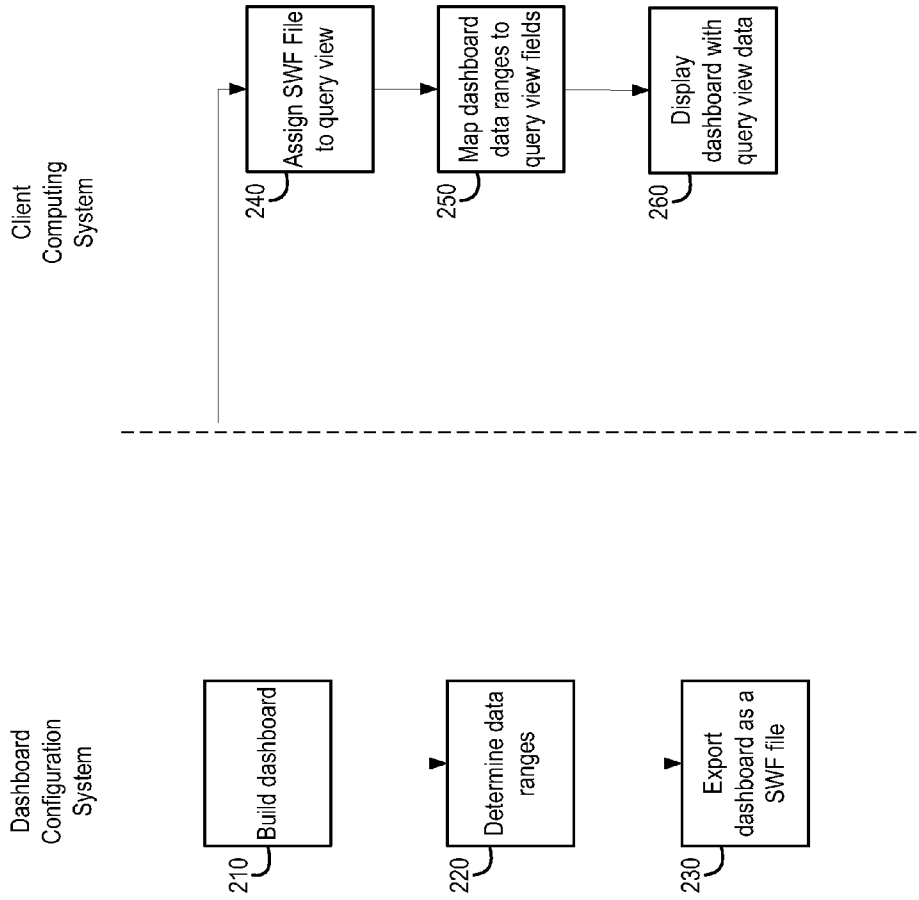 Dashboard
Configuration
System
210
Build dashboard
220
Determine data
ranges
230
Export
dashboard as a
SWF file
Client
Computing
System
240
Assign SWF File
to query view
250
Map dashboard
data ranges to
query view fields
260
Display
dashboard with
query view data